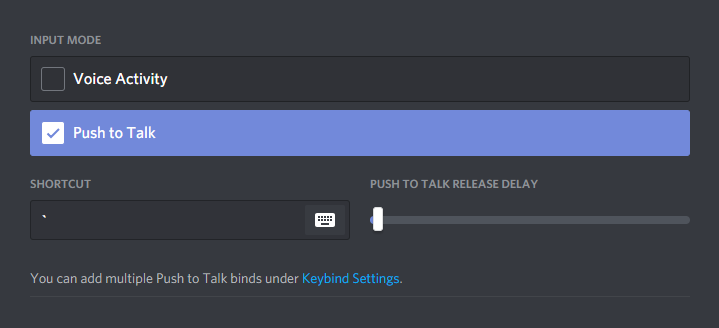 INPUT MODE
Voice Activity
Push to Talk
SHORTCUT
PUSH TO TALK RELEASE DELAY
`
You can add multiple Push to Talk binds under Keybind Settings.